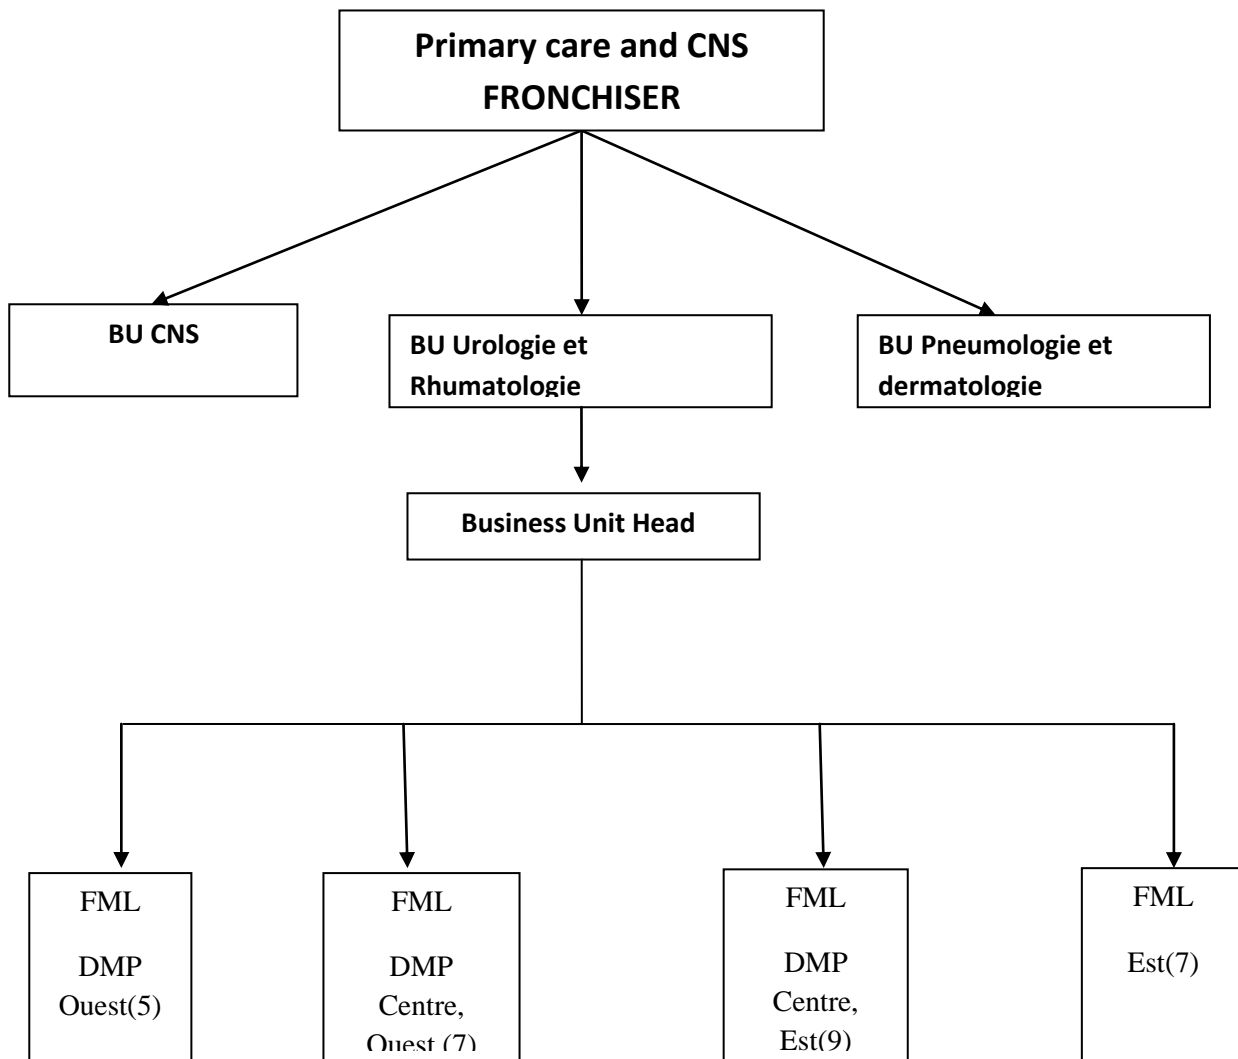 Primary care and CNS
FRONCHISER
BU CNS
BU Urologie et
Rhumatologie
BU Pneumologie et
dermatologie
Business Unit Head
FML
DMP
Ouest(5)
FML
DMP
Centre,
Ouest (7)
FML
DMP
Centre,
Est(9)
FML
Est(7)